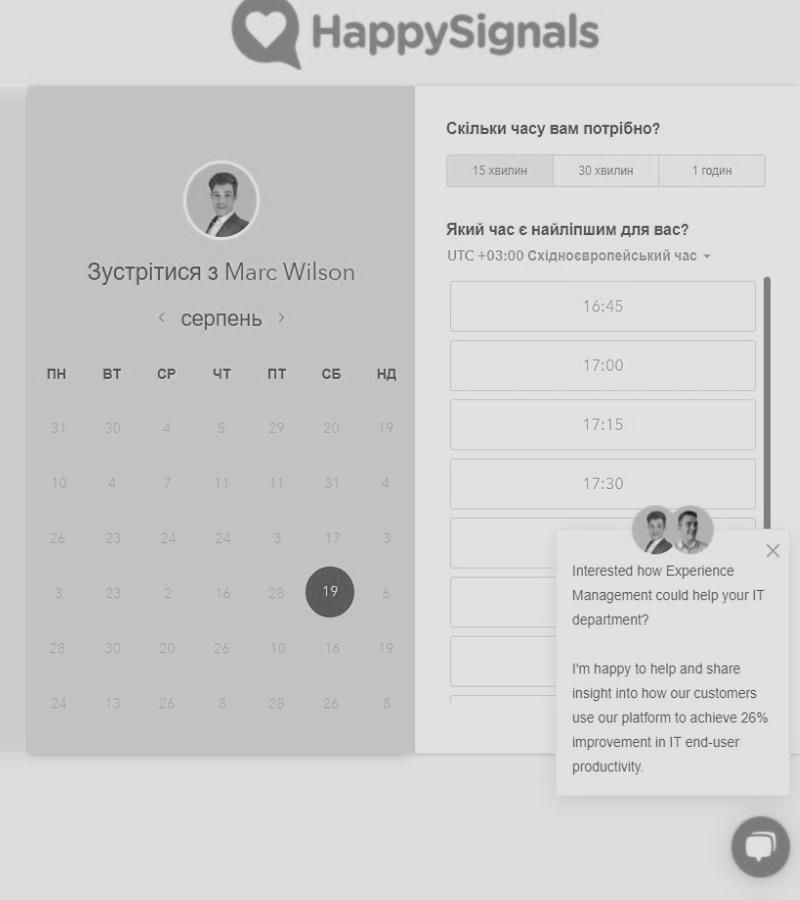 HappySignals
Зустрітися з Marc Wilson
серпень
ПН ВТ СР ЧТ ПТ СБ НД
31 30 4 5 29 20 19
10 4 7 11 11 31 4
26 23 24 24 3 17 3
3 23 2 16 28 19 6
28 30 20 26 10 16 19
24 13 26 8 28 26 8
Скільки часу вам потрібно?
15 хвилин 30 хвилин 1 годин
Який час є найліпшим для вас?
UTC +03:00 Східноєвропейський час
16:45
17:00
17:15
17:30
Interested how Experience
Management could help your IT
department?
I'm happy to help and share
insight into how our customers
use our platform to achieve 26%
improvement in IT end-user
productivity.